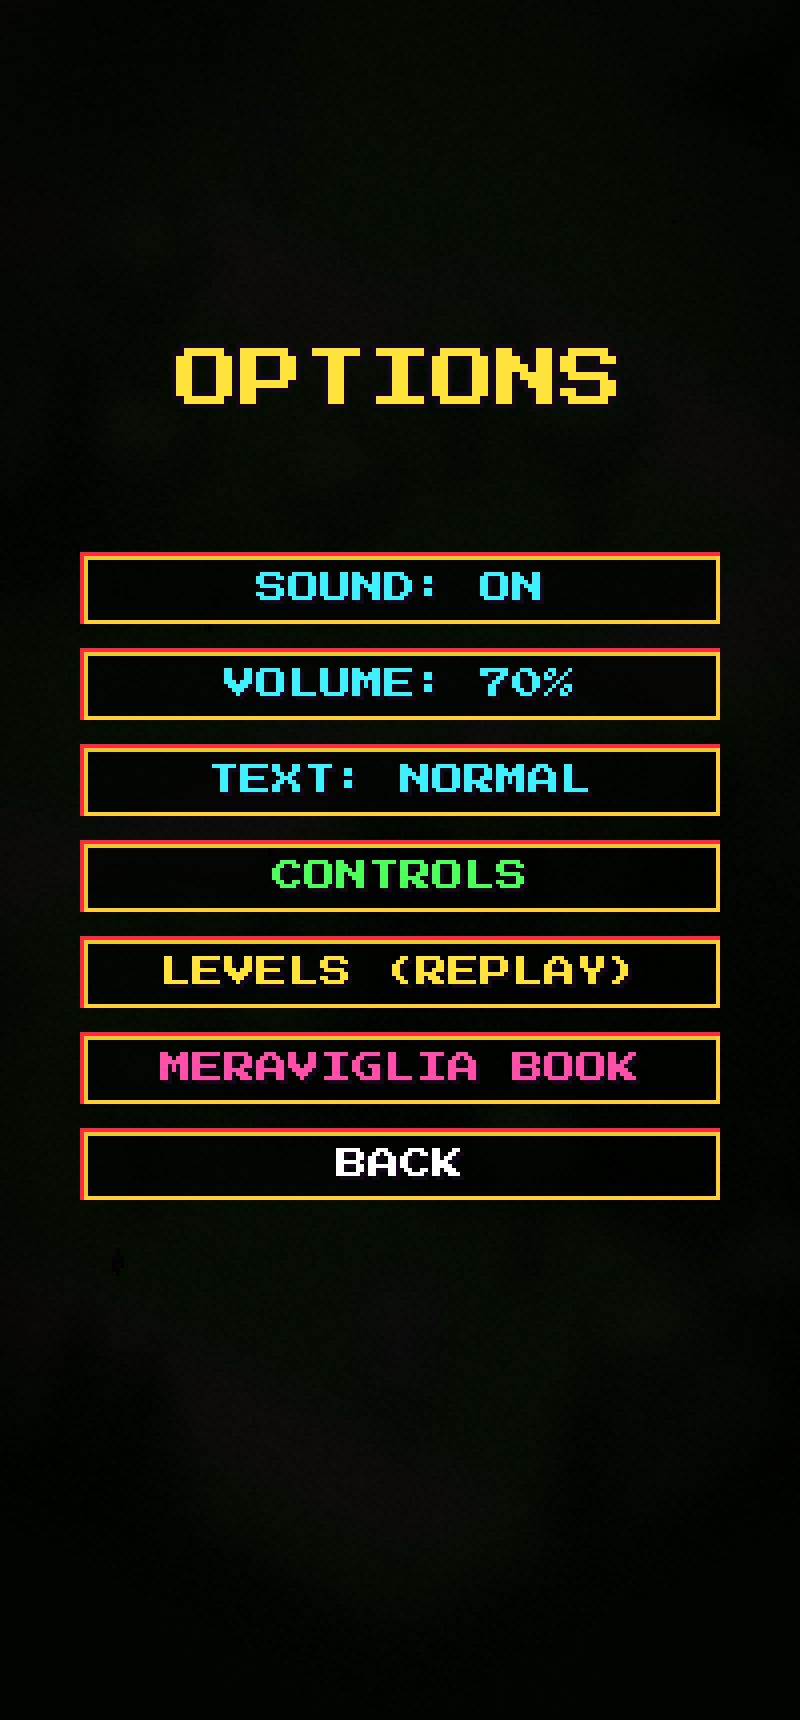 OPTIONS
SOUND: ON
VOLUME: 70%
TEXT: NORMAL
CONTROLS
LEVELS (REPLAY)
MERAVIGLIA BOOK
BACK